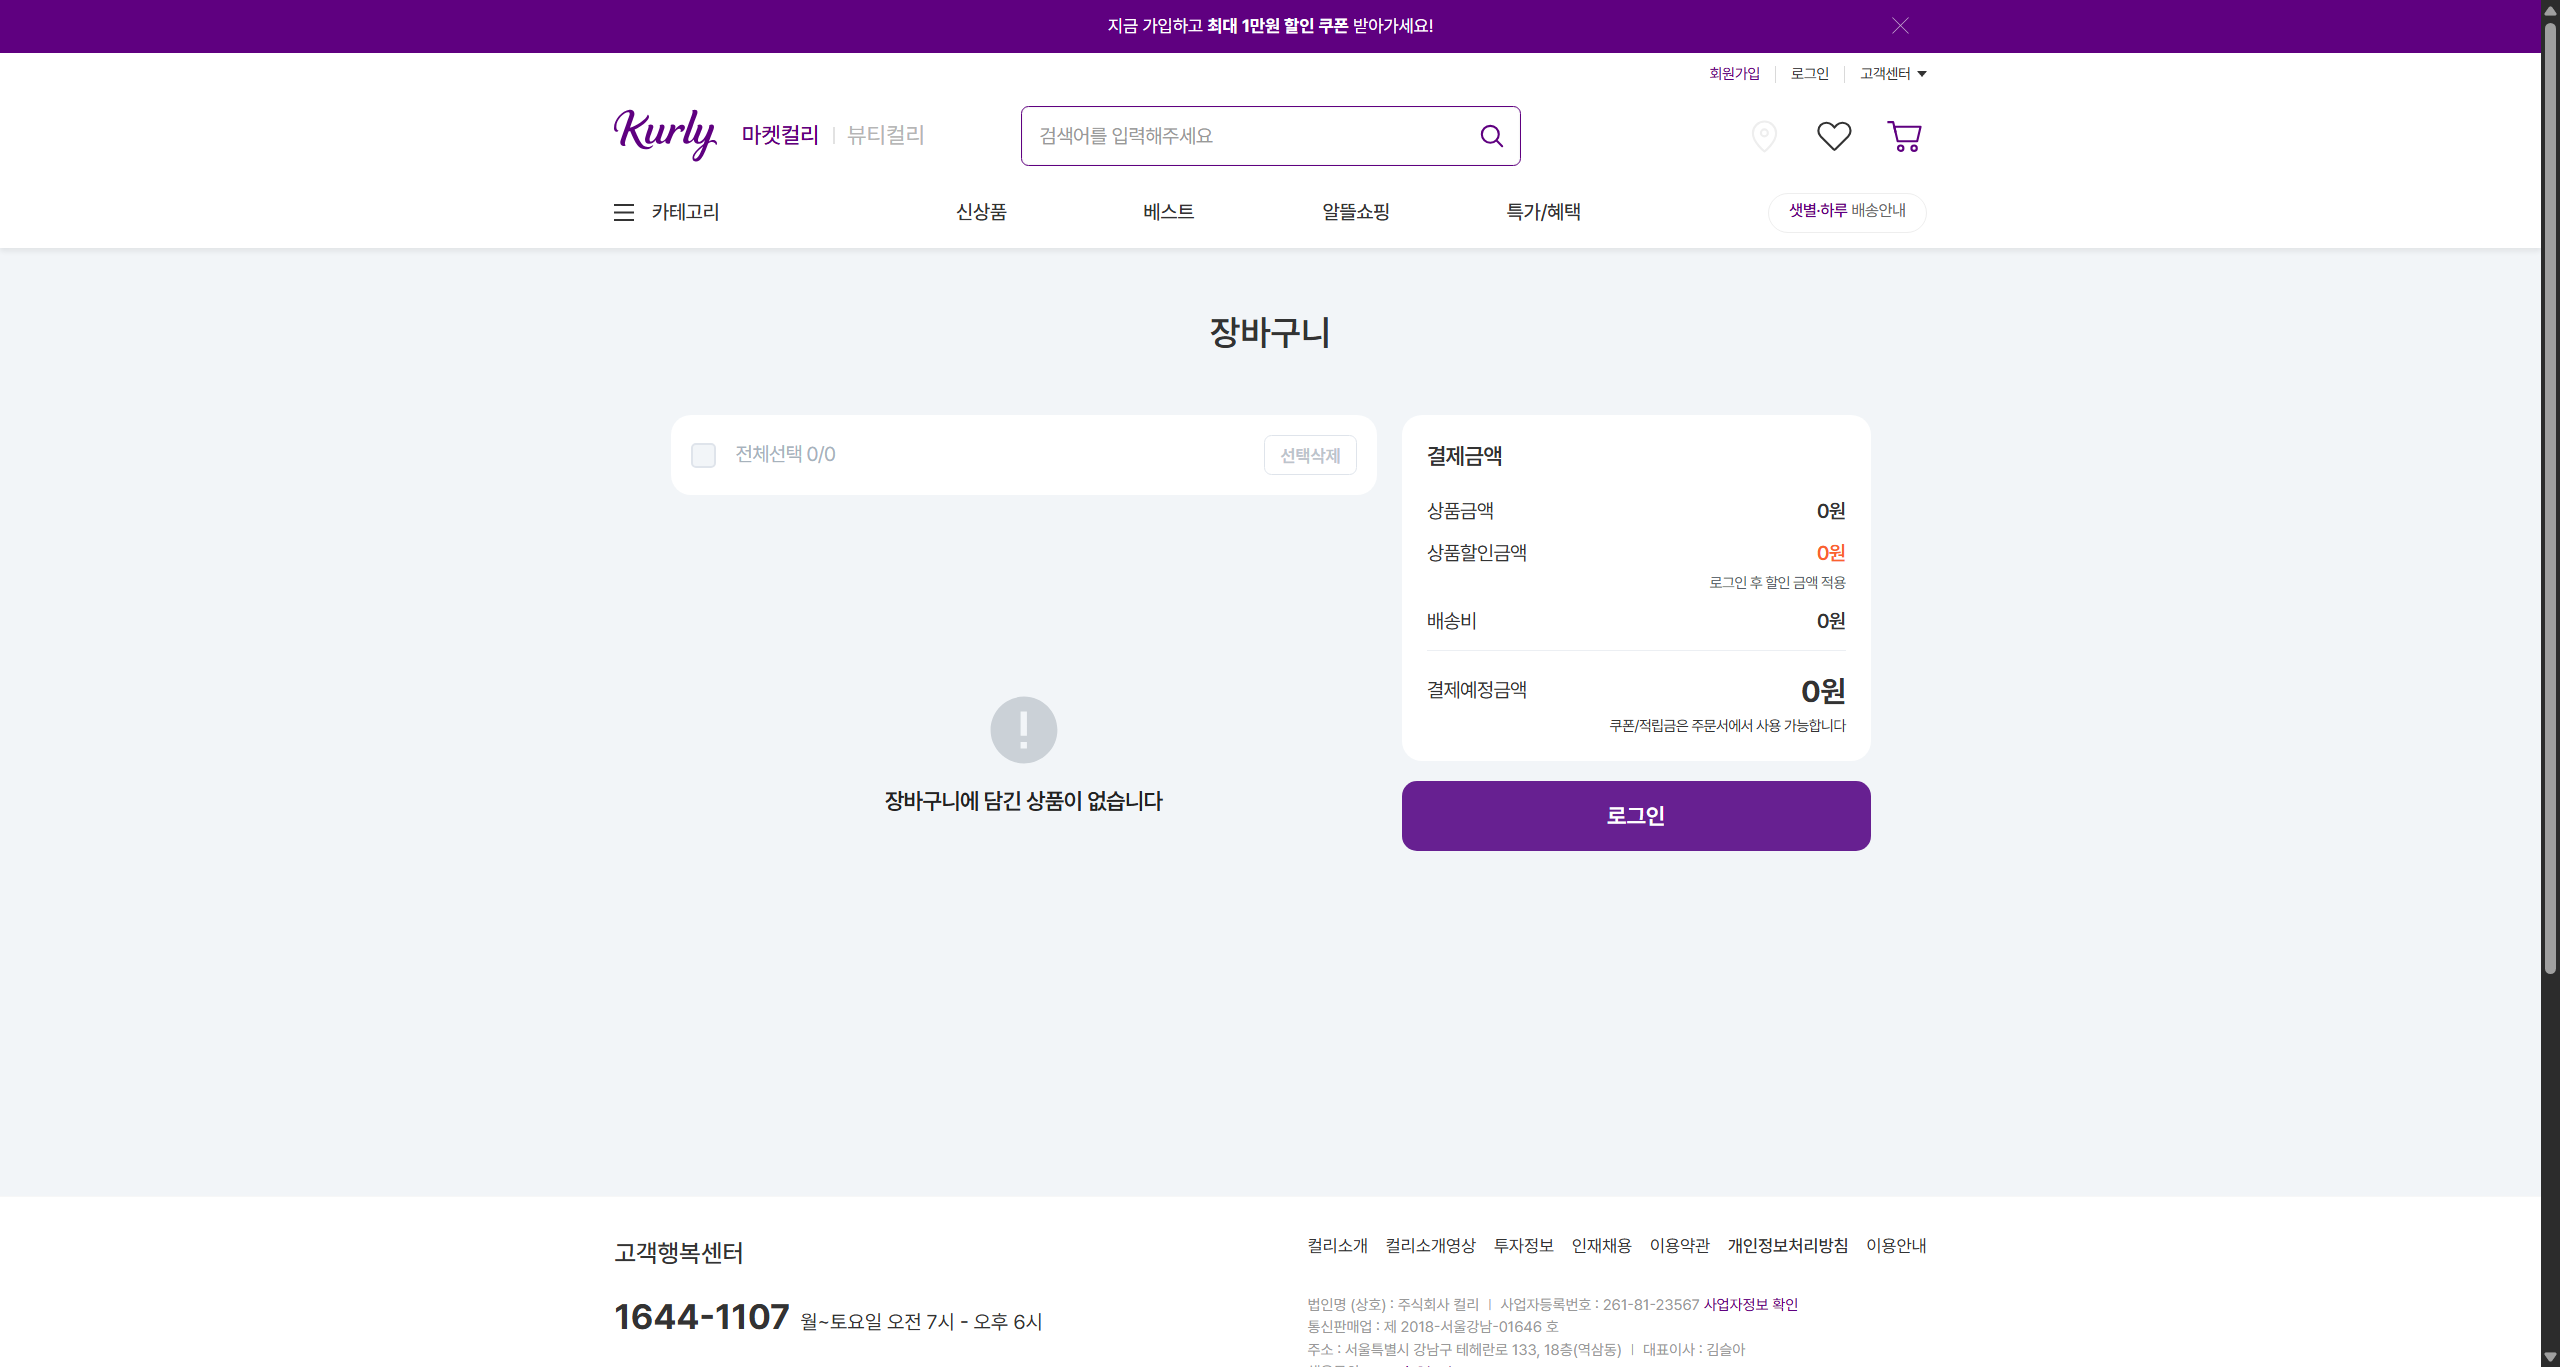 지금 가입하고 최대 1만원 할인 쿠폰 받아가세요!
회원가입 로그인 고객센터
Kurly 마켓컬리 뷰티컬리 검색어를 입력해주세요
카테고리 신상품 베스트 알뜰쇼핑 특가/혜택 샛별·하루 배송안내
장바구니
전체선택 0/0 선택삭제
장바구니에 담긴 상품이 없습니다
결제금액
상품금액 0원
상품할인금액 0원
로그인 후 할인 금액 적용
배송비 0원
결제예정금액 0원
쿠폰/적립금은 주문서에서 사용 가능합니다
로그인
고객행복센터
1644-1107 월~토요일 오전 7시 - 오후 6시
컬리소개 컬리소개영상 투자정보 인재채용 이용약관 개인정보처리방침 이용안내
법인명 (상호) : 주식회사 컬리 | 사업자등록번호 : 261-81-23567 사업자정보 확인
통신판매업 : 제 2018-서울강남-01646 호
주소 : 서울특별시 강남구 테헤란로 133, 18층(역삼동) | 대표이사 : 김슬아